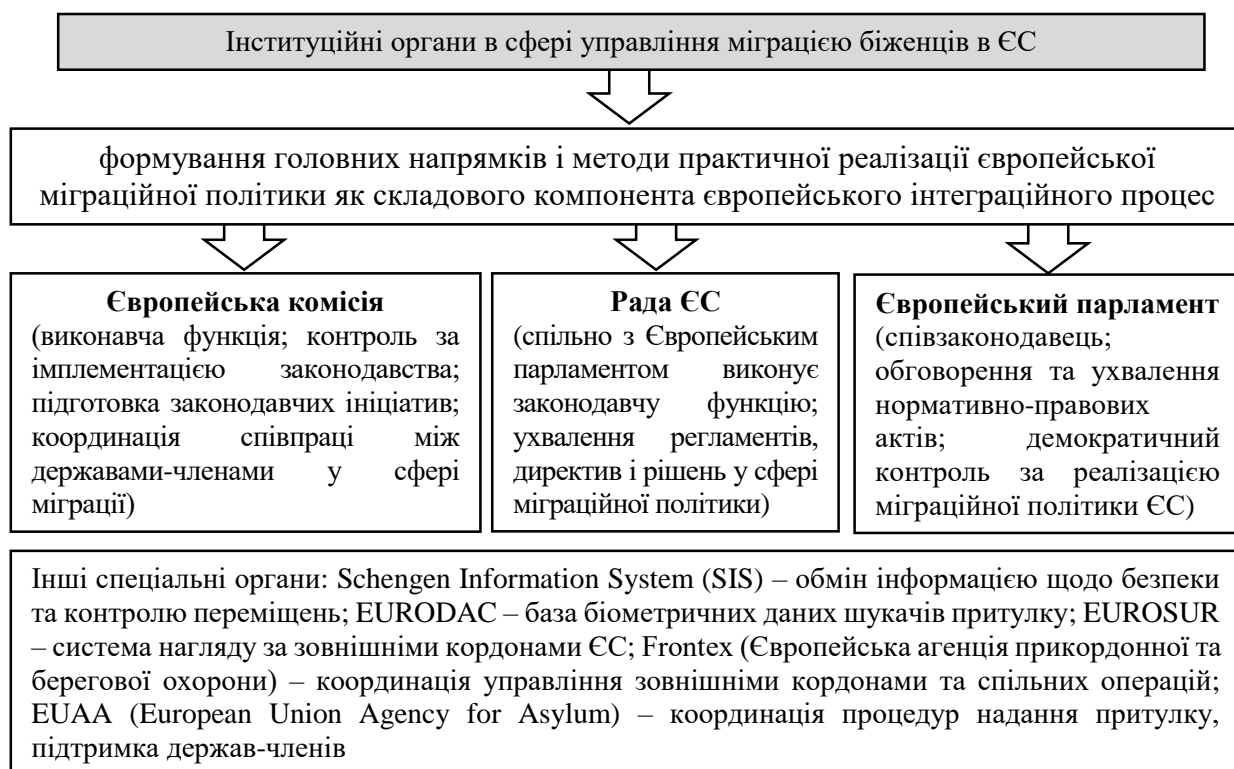 Інституційні органи в сфері управління міграцією біженців в ЄС
формування головних напрямків і методи практичної реалізації європейської
міграційної політики як складового компонента європейського інтеграційного процес
Європейська комісія
(виконавча функція; контроль за
імплементацією законодавства;
підготовка законодавчих ініціатив;
координація співпраці між
державами-членами у сфері
міграції)
Рада ЄС
(спільно з Європейським
парламентом виконує
законодавчу функцію;
ухвалення регламентів,
директив і рішень у сфері
міграційної політики)
Європейський парламент
(співзаконодавець;
обговорення та ухвалення
нормативно-правових
актів; демократичний
контроль за реалізацією
міграційної політики ЄС)
Інші спеціальні органи: Schengen Information System (SIS) – обмін інформацією щодо безпеки
та контролю переміщень; EURODAC – база біометричних даних шукачів притулку; EUROSUR
– система нагляду за зовнішніми кордонами ЄС; Frontex (Європейська агенція прикордонної та
берегової охорони) – координація управління зовнішніми кордонами та спільних операцій;
EUAA (European Union Agency for Asylum) – координація процедур надання притулку,
підтримка держав-членів